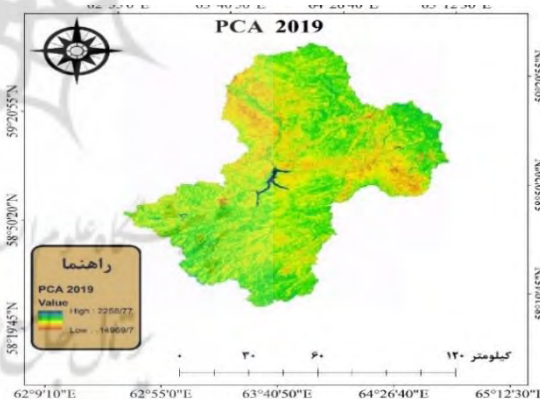 PCA 2019
59°20'55"N
58°50'20"N
58°19'45"N
راهنما
PCA 2019
Value
High : 2258/77
Low : -14969/7
۰ ۳۰ ۶۰ ۱۲۰ کیلومتر
62°9'10"E 62°55'0"E 63°40'50"E 64°26'40"E 65°12'30"E